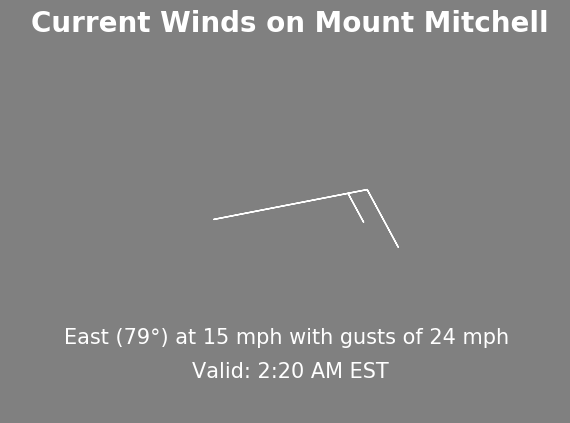 Current Winds on Mount Mitchell
East (79°) at 15 mph with gusts of 24 mph
Valid: 2:20 AM EST